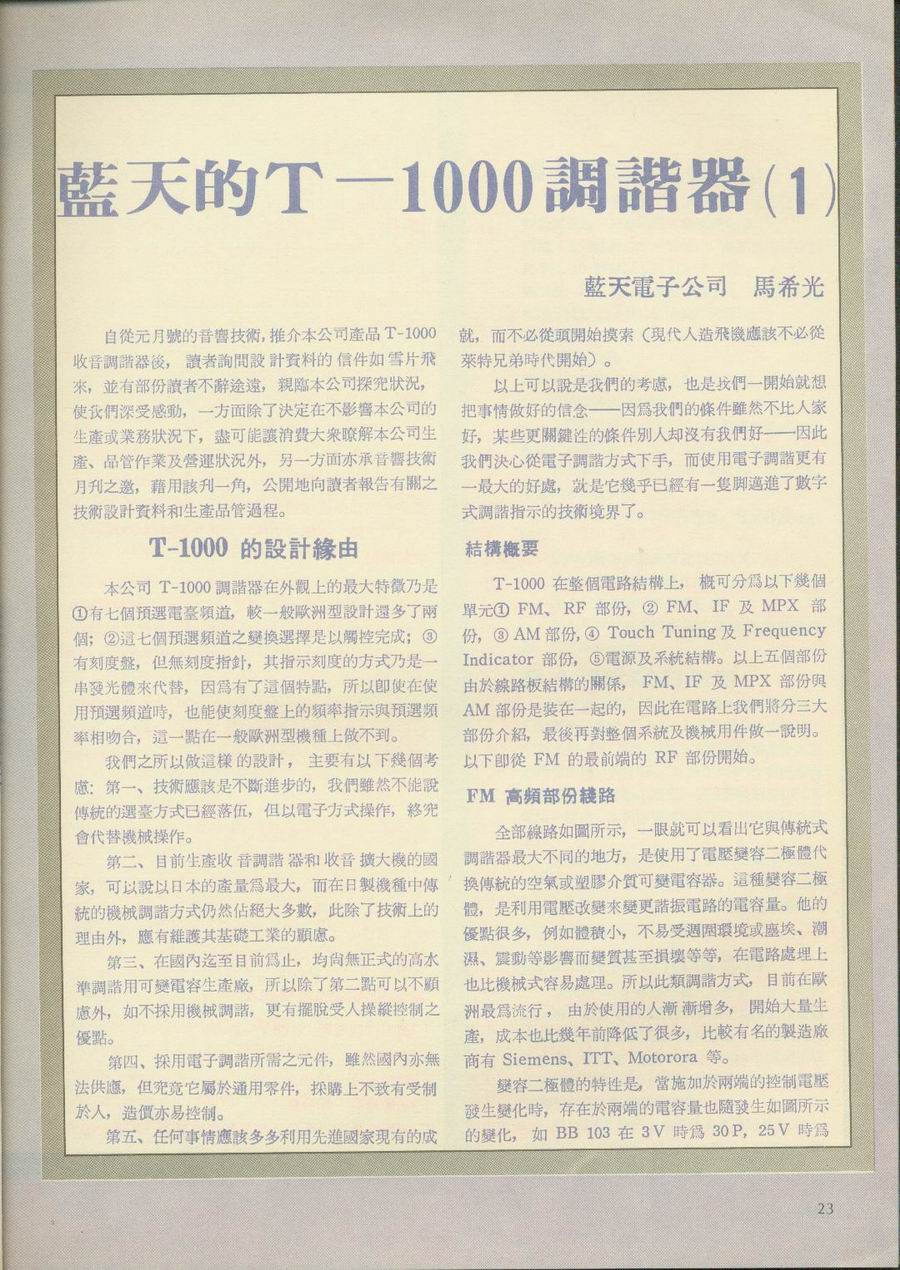 藍天的T－1000調諧器(1)
藍天電子公司　馬希光
自從元月號的音響技術,推介本公司產品 T-1000
收音調諧器後，讀者詢問設計資料的信件如雪片飛
來，並有部份讀者不辭途遠，親臨本公司探究狀況，
使我們深受感動，一方面除了決定在不影響本公司的
生產或業務狀況下，盡可能讓消費大衆瞭解本公司生
產、品管作業及營運狀況外，另一方面亦承音響技術
月刋之邀，藉用該刋一角，公開地向讀者報告有關之
技術設計資料和生產品管過程。
T-1000 的設計緣由
本公司 T-1000 調諧器在外觀上的最大特徵乃是
①有七個預選電臺頻道，較一般歐洲型設計還多了兩
個；②這七個預選頻道之變換選擇是以觸控完成；③
有刻度盤，但無刻度指針，其指示刻度的方式乃是一
串發光體來代替，因爲有了這個特點，所以卽使在使
用預選頻道時，也能使刻度盤上的頻率指示與預選頻
率相吻合，這一點在一般歐洲型機種上做不到。
我們之所以做這樣的設計，主要有以下幾個考
慮：第一、技術應該是不斷進步的，我們雖然不能說
傳統的選臺方式已經落伍，但以電子方式操作，終究
會代替機械操作。
第二、目前生產收音調諧器和收音擴大機的國
家，可以說以日本的產量爲最大，而在日製機種中傳
統的機械調諧方式仍然佔絕大多數，此除了技術上的
理由外，應有維護其基礎工業的顧慮。
第三、在國內迄至目前爲止，均尙無正式的高水
準調諧用可變電容生產廠，所以除了第二點可以不顧
慮外，如不採用機械調諧，更有擺脫受人操縱控制之
優點。
第四、採用電子調諧所需之元件，雖然國內亦無
法供應，但究竟它屬於通用零件，採購上不致有受制
於人，造價亦易控制。
第五、任何事情應該多多利用先進國家現有的成
就，而不必從頭開始摸索（現代人造飛機應該不必從
萊特兄弟時代開始）。
以上可以說是我們的考慮，也是我們一開始就想
把事情做好的信念——因爲我們的條件雖然不比人家
好，某些更關鍵性的條件別人却沒有我們好——因此
我們決心從電子調諧方式下手，而使用電子調諧更有
一最大的好處，就是它幾乎已經有一隻脚邁進了數字
式調諧指示的技術境界了。
結構概要
T-1000 在整個電路結構上，概可分爲以下幾個
單元① FM、RF 部份，② FM、IF 及 MPX 部
份，③ AM 部份,④ Touch Tuning 及 Frequency
Indicator 部份，⑤電源及系統結構。以上五個部份
由於線路板結構的關係，FM、IF 及 MPX 部份與
AM 部份是裝在一起的，因此在電路上我們將分三大
部份介紹，最後再對整個系統及機械用件做一說明。
以下卽從 FM 的最前端的 RF 部份開始。
FM 高頻部份綫路
全部線路如圖所示，一眼就可以看出它與傳統式
調諧器最大不同的地方，是使用了電壓變容二極體代
換傳統的空氣或塑膠介質可變電容器。這種變容二極
體，是利用電壓改變來變更諧振電路的電容量。他的
優點很多，例如體積小，不易受週圍環境或塵埃、潮
濕、震動等影響而變質甚至損壞等等，在電路處理上
也比機械式容易處理。所以此類調諧方式，目前在歐
洲最爲流行，由於使用的人漸漸增多，開始大量生
產，成本也比幾年前降低了很多，比較有名的製造廠
商有 Siemens、ITT、Motorora 等。
變容二極體的特性是，當施加於兩端的控制電壓
發生變化時，存在於兩端的電容量也隨發生如圖所示
的變化，如 BB 103 在 3V 時爲 30P，25V 時爲
23